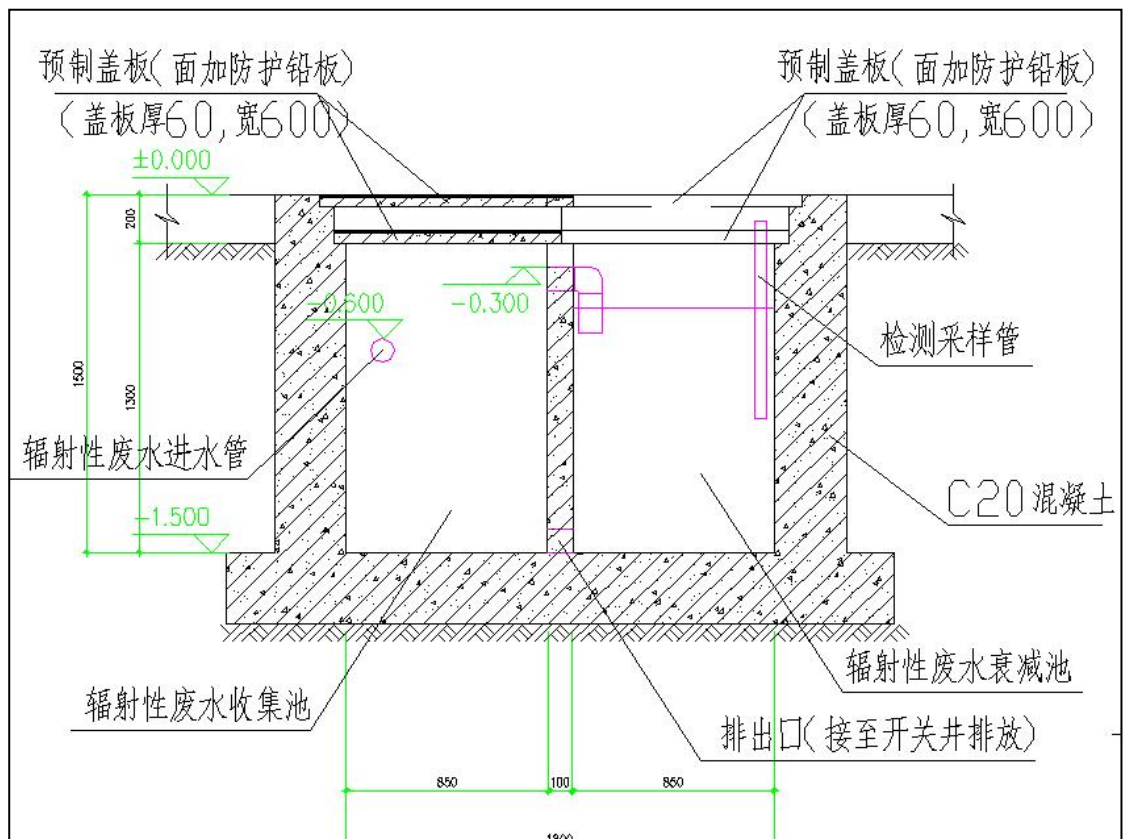 预制盖板(面加防护铅板)
(盖板厚60,宽600)
预制盖板(面加防护铅板)
(盖板厚60,宽600)
±0.000
200
-0.300
-0.600
检测采样管
1500
1300
辐射性废水进水管
C20混凝土
-1.500
辐射性废水衰减池
辐射性废水收集池
排出口(接至开关井排放)
850
100
850